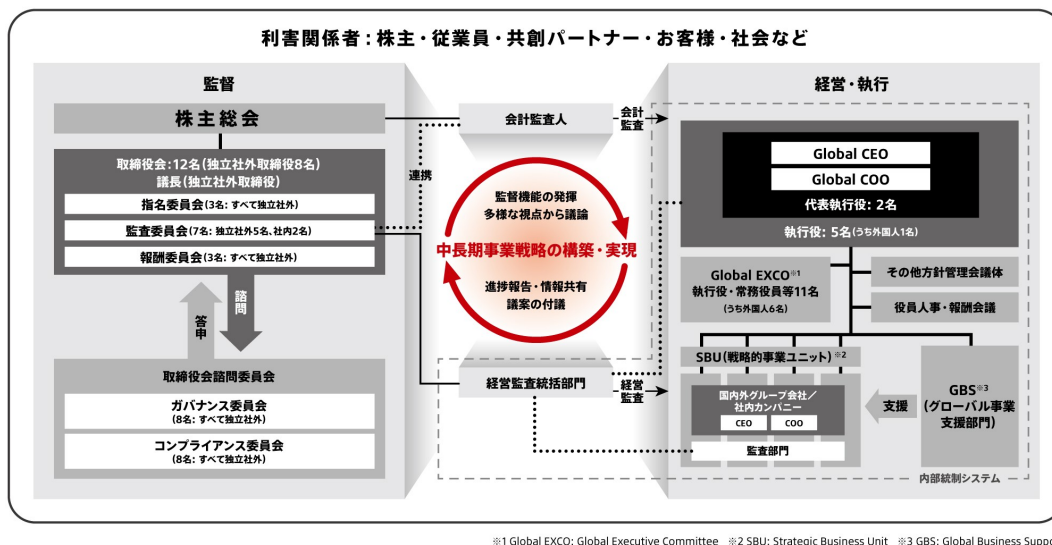 利害関係者：株主・従業員・共創パートナー・お客様・社会など
監督
株主総会
取締役会：12名（独立社外取締役8名）
議長（独立社外取締役）
指名委員会（3名：すべて独立社外）
監査委員会（7名：独立社外5名、社内2名）
報酬委員会（3名：すべて独立社外）
答申
諮問
取締役会諮問委員会
ガバナンス委員会
（8名：すべて独立社外）
コンプライアンス委員会
（8名：すべて独立社外）
会計監査人
会計
監査
連携
監督機能の発揮
多様な視点から議論
中長期事業戦略の構築・実現
進捗報告・情報共有
議案の付議
経営監査統括部門
経営
監査
経営・執行
Global CEO
Global COO
代表執行役：2名
執行役：5名（うち外国人1名）
Global EXCO※1
執行役・常務役員等11名
（うち外国人6名）
その他方針管理会議体
役員人事・報酬会議
SBU（戦略的事業ユニット）※2
国内外グループ会社／
社内カンパニー
CEO
COO
監査部門
支援
GBS※3
（グローバル事業
支援部門）
内部統制システム
※1 Global EXCO: Global Executive Committee ※2 SBU: Strategic Business Unit ※3 GBS: Global Business